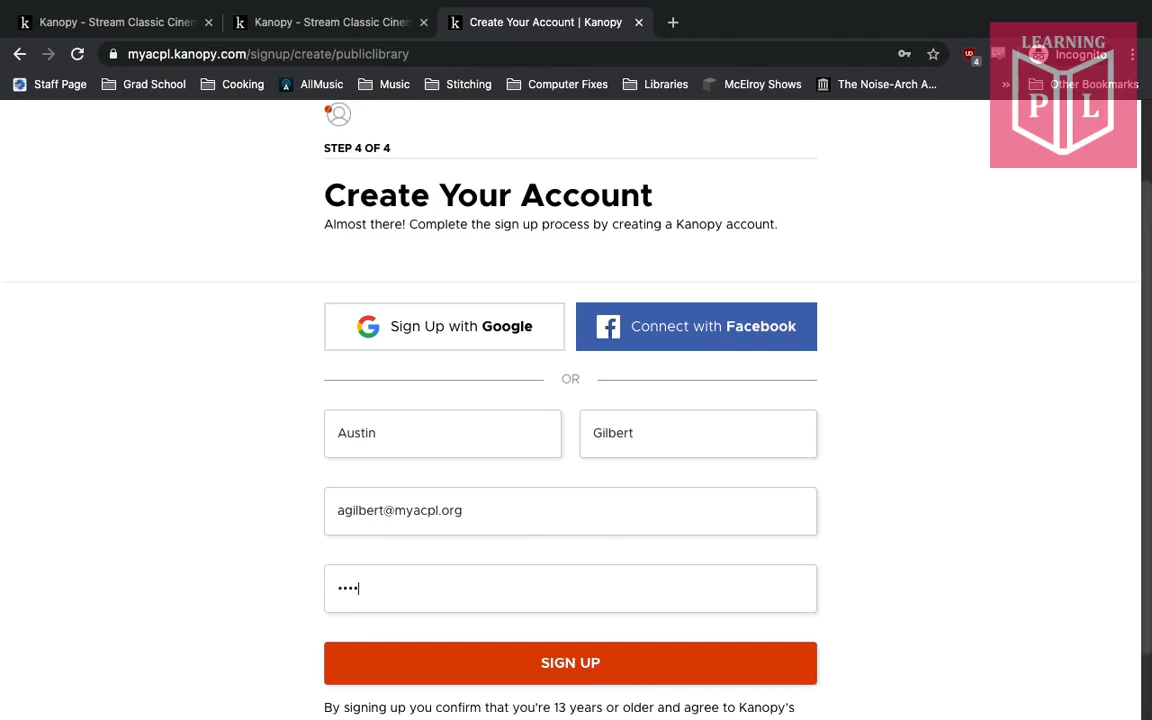 Kanopy - Stream Classic Cinem
Kanopy - Stream Classic Cinem
Create Your Account | Kanopy
myacpl.kanopy.com/signup/create/publiclibrary
4
Incognito
Staff Page
Grad School
Cooking
AllMusic
Music
Stitching
Computer Fixes
Libraries
McElroy Shows
The Noise-Arch A...
»
Other Bookmarks
LEARNING
P L
STEP 4 OF 4
Create Your Account
Almost there! Complete the sign up process by creating a Kanopy account.
Sign Up with Google
Connect with Facebook
OR
Austin
Gilbert
agilbert@myacpl.org
••••
SIGN UP
By signing up you confirm that you're 13 years or older and agree to Kanopy's